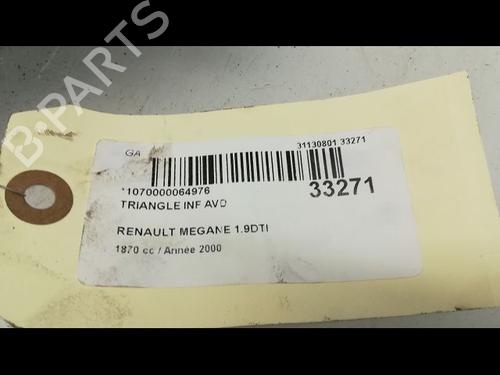 GA
31130801 33271
*1070000064976
33271
TRIANGLE INF AVD
RENAULT MEGANE 1.9DTI
1870 cc / Année 2000
B-PARTS